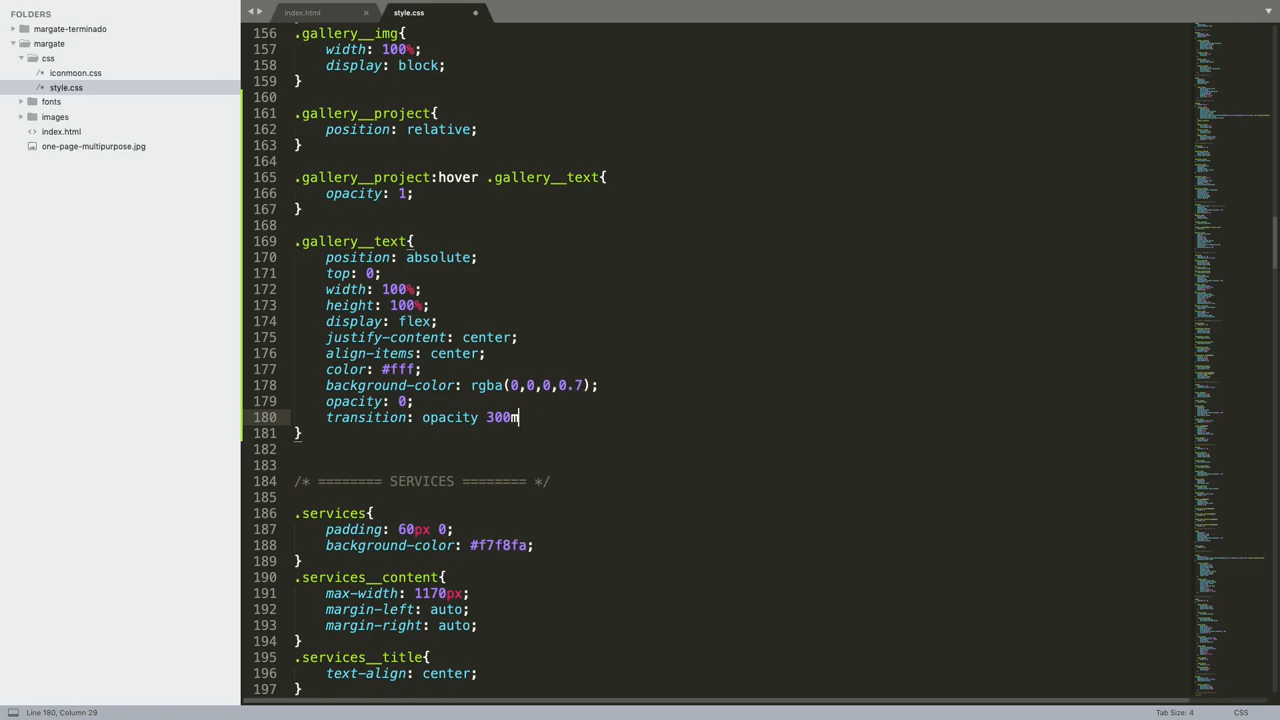 FOLDERS
margate-terminado
margate
css
iconmoon.css
style.css
fonts
images
index.html
one-page-multipurpose.jpg
index.html
style.css
156 .gallery__img{
157 width: 100%;
158 display: block;
159 }
160
161 .gallery__project{
162 position: relative;
163 }
164
165 .gallery__project:hover .gallery__text{
166 opacity: 1;
167 }
168
169 .gallery__text{
170 position: absolute;
171 top: 0;
172 width: 100%;
173 height: 100%;
174 display: flex;
175 justify-content: center;
176 align-items: center;
177 color: #fff;
178 background-color: rgba(0,0,0,0.7);
179 opacity: 0;
180 transition: opacity 300m
181 }
182
183
184 /* ======== SERVICES ======== */
185
186 .services{
187 padding: 60px 0;
188 background-color: #f7f8fa;
189 }
190 .services__content{
191 max-width: 1170px;
192 margin-left: auto;
193 margin-right: auto;
194 }
195 .services__title{
196 text-align: center;
197 }
Line 180, Column 29
Tab Size: 4
CSS